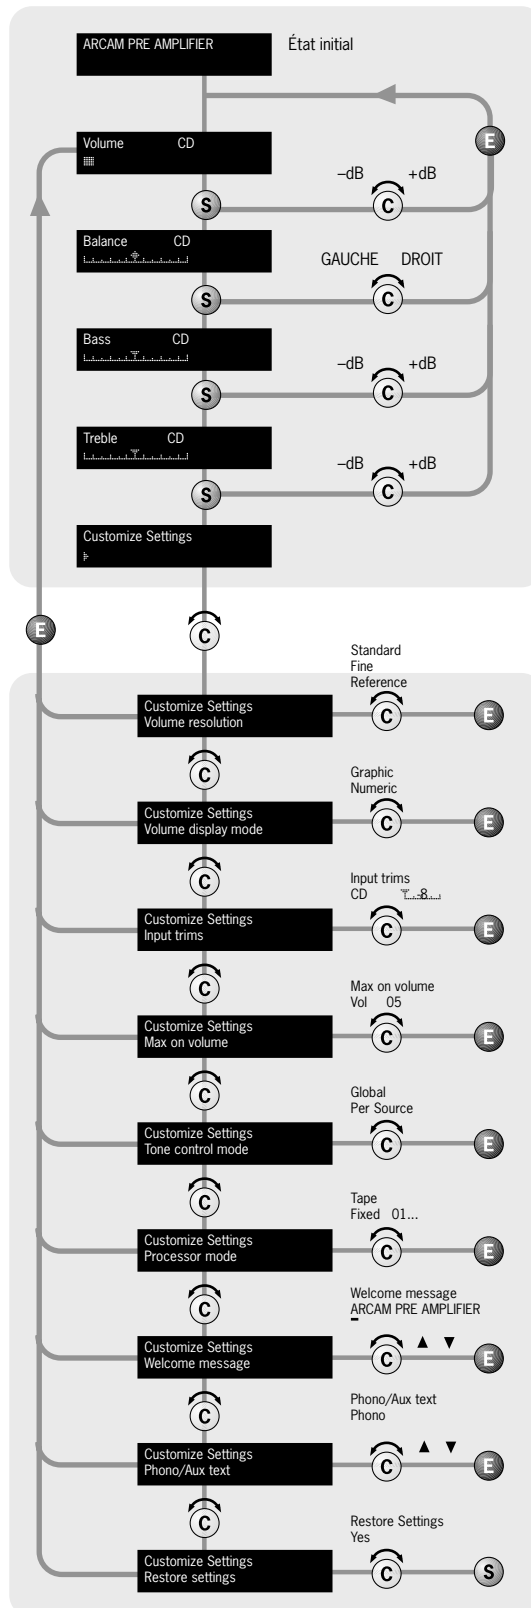 ARCAM PRE AMPLIFIER
État initial
Volume CD
E
–dB +dB
S
C
Balance CD
GAUCHE DROIT
S
C
Bass CD
–dB +dB
S
C
Treble CD
–dB +dB
S
C
Customize Settings
E
C
Standard
Fine
Reference
Customize Settings
Volume resolution
C
E
C
Graphic
Numeric
Customize Settings
Volume display mode
C
E
C
Input trims
CD -8
Customize Settings
Input trims
C
E
C
Max on volume
Vol 05
Customize Settings
Max on volume
C
E
C
Global
Per Source
Customize Settings
Tone control mode
C
E
C
Tape
Fixed 01...
Customize Settings
Processor mode
C
E
C
Welcome message
ARCAM PRE AMPLIFIER
Customize Settings
Welcome message
C ▲ ▼
E
C
Phono/Aux text
Phono
Customize Settings
Phono/Aux text
C ▲ ▼
E
C
Restore Settings
Yes
Customize Settings
Restore settings
C
S